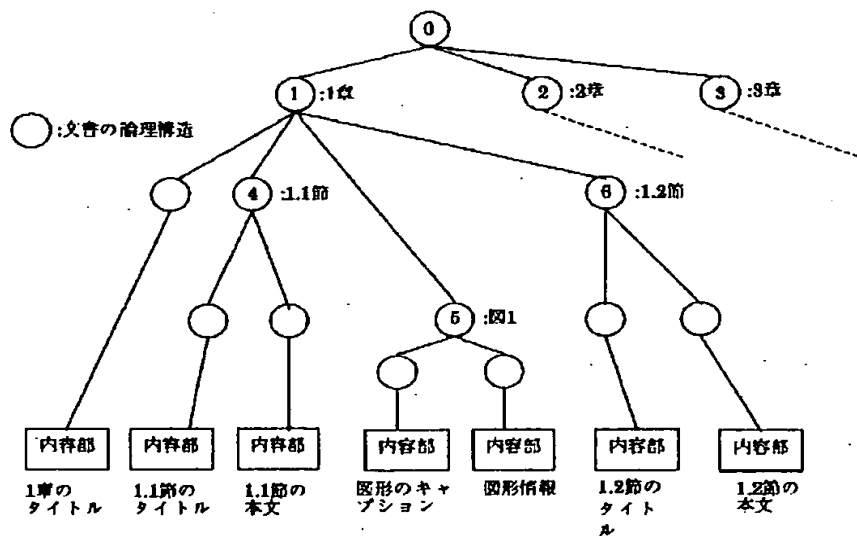 0
1 :1章
2 :2章
3 :3章
:文書の論理構造
4 :1.1節
6 :1.2節
5 :図1
内容部
内容部
内容部
内容部
内容部
内容部
内容部
1章の
タイトル
1.1節の
タイトル
1.1節の
本文
図形のキャ
プション
図形情報
1.2節の
タイト
ル
1.2節の
本文